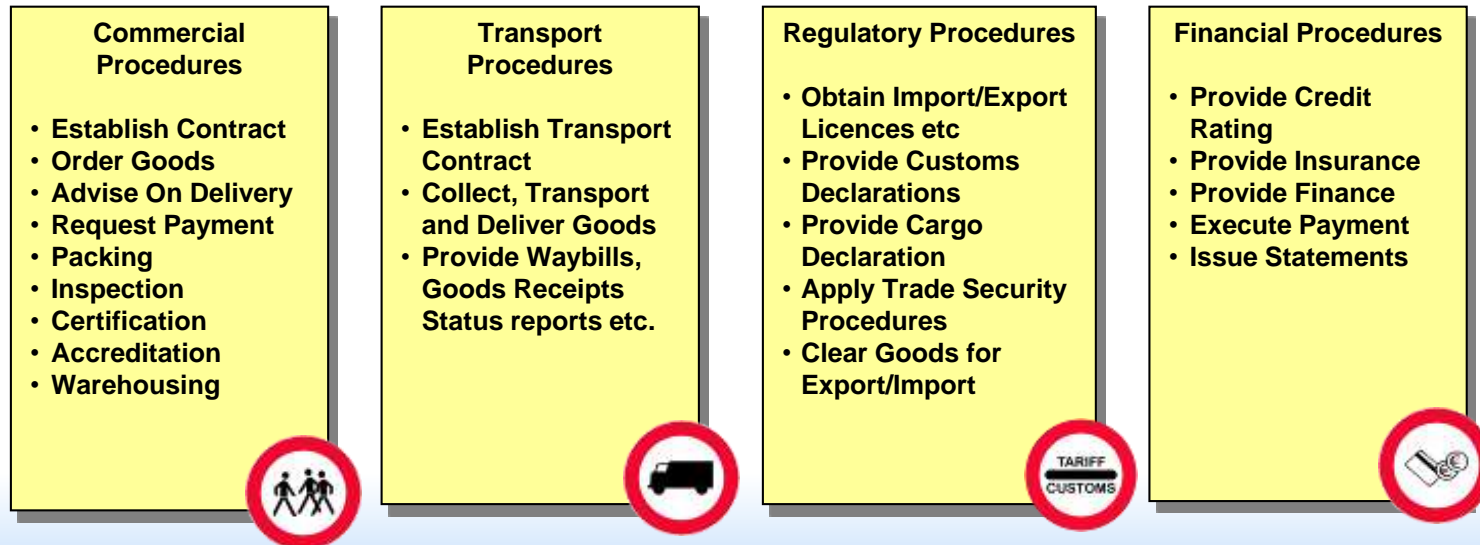 Commercial
Procedures
• Establish Contract
• Order Goods
• Advise On Delivery
• Request Payment
• Packing
• Inspection
• Certification
• Accreditation
• Warehousing
Transport
Procedures
• Establish Transport
Contract
• Collect, Transport
and Deliver Goods
• Provide Waybills,
Goods Receipts
Status reports etc.
Regulatory Procedures
• Obtain Import/Export
Licences etc
• Provide Customs
Declarations
• Provide Cargo
Declaration
• Apply Trade Security
Procedures
• Clear Goods for
Export/Import
TARIFF
CUSTOMS
Financial Procedures
• Provide Credit
Rating
• Provide Insurance
• Provide Finance
• Execute Payment
• Issue Statements